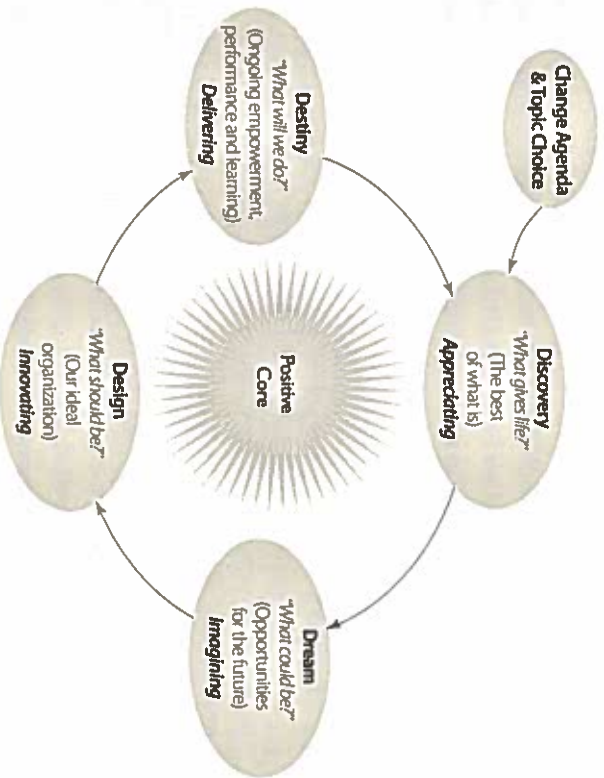 Change Agenda
& Topic Choice
Discovery
"What gives life?"
(The best
of what is)
Appreciating
Dream
"What could be?"
(Opportunities
for the future)
Imagining
Design
"What should be?"
(Our ideal
organization)
Innovating
Destiny
"What will we do?"
(Ongoing empowerment,
performance and learning)
Delivering
Positive
Core